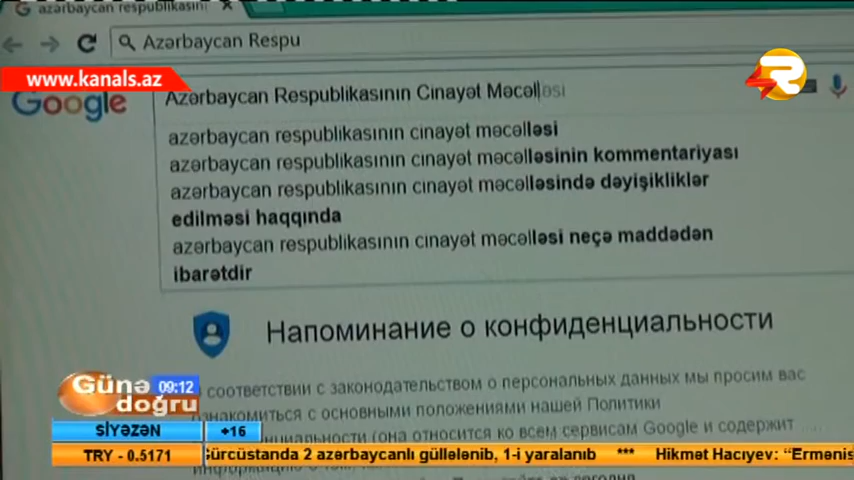 azərbaycan respublikasını
Azərbaycan Respu
www.kanals.az
Google
Azərbaycan Respublikasının Cinayət Məcəlləsi
azərbaycan respublikasının cinayət məcəlləsi
azərbaycan respublikasının cinayət məcəlləsinin kommentariyası
azərbaycan respublikasının cinayət məcəlləsində dəyişikliklər
edilməsi haqqında
azərbaycan respublikasının cinayət məcəlləsi neçə maddədən
ibarətdir
Напоминание о конфиденциальности
соответствии с законодательством о персональных данных мы просим вас
ознакомиться с основными положениями нашей Политики
(она относится ко всем сервисам Google и содержит
Günə
doğru
09:12
SİYƏZƏN +16
TRY - 0.5171
Gürcüstanda 2 azərbaycanlı güllələnib, 1-i yaralanıb *** Hikmət Hacıyev: “Ermənis